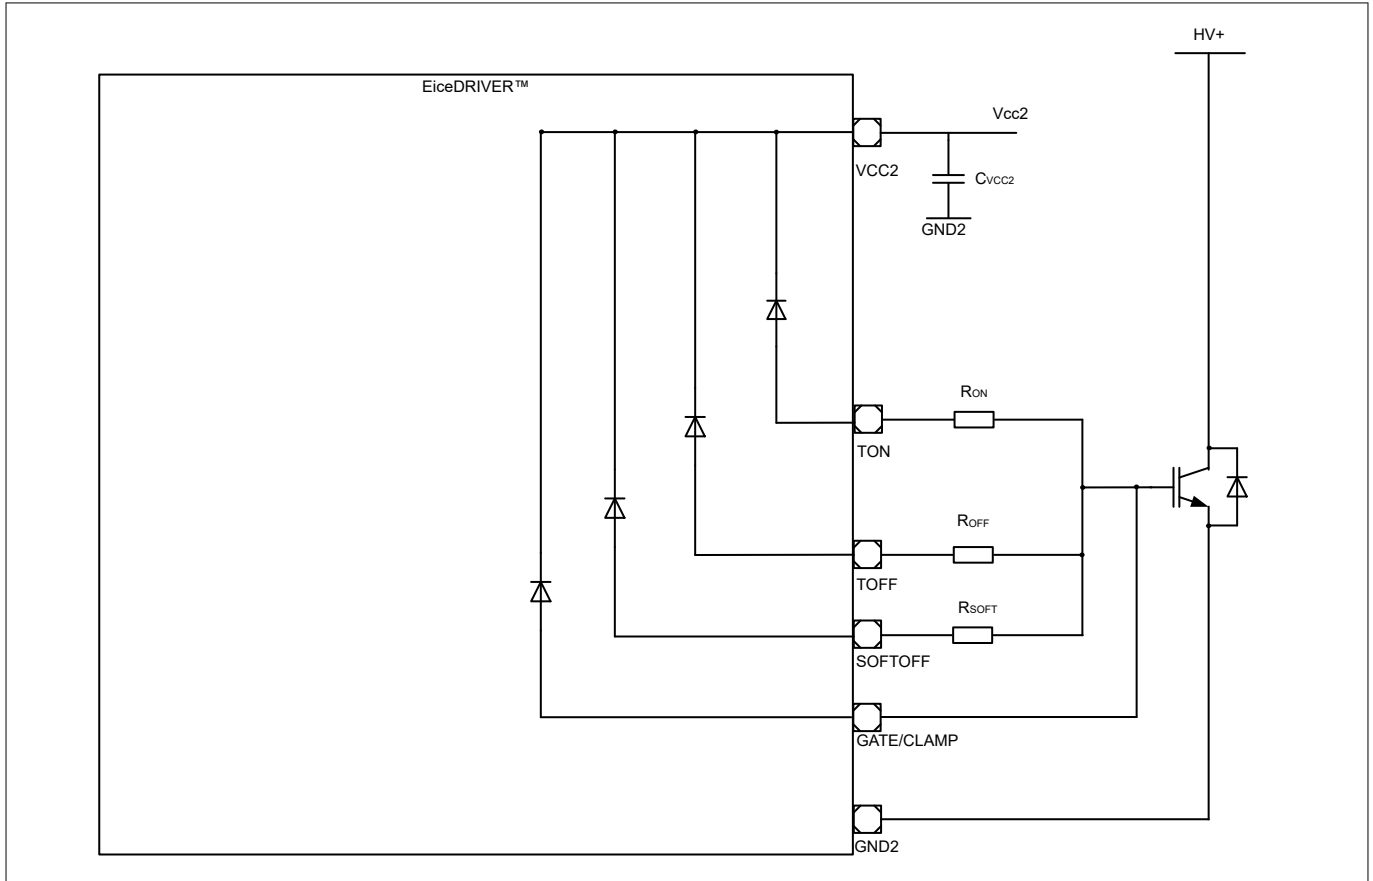 HV+
EiceDRIVER™
Vcc2
VCC2
CVCC2
GND2
RON
TON
ROFF
TOFF
RSOFT
SOFTOFF
GATE/CLAMP
GND2